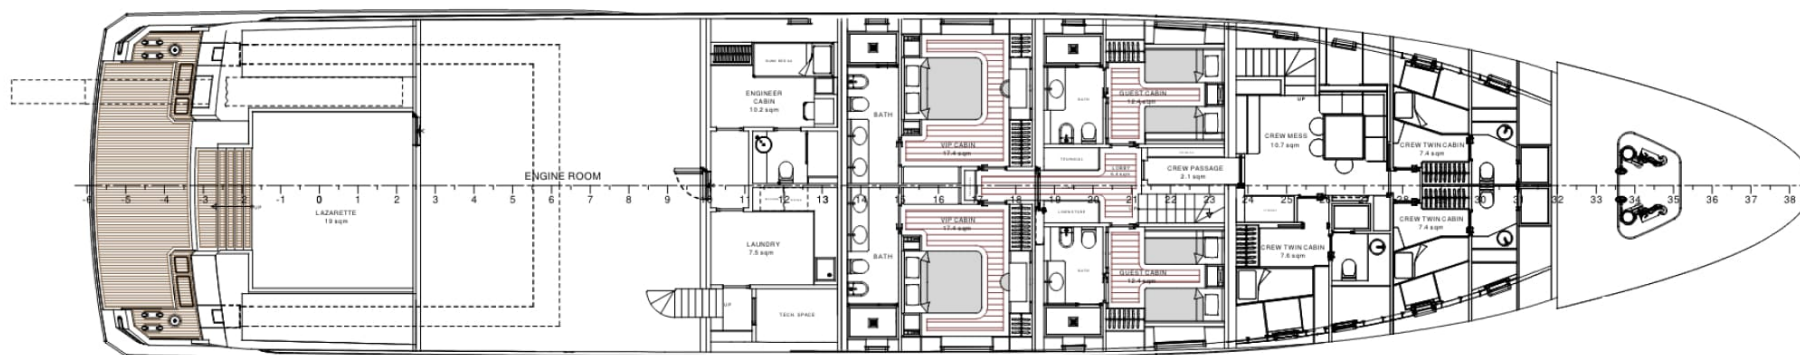 ENGINEER
CABIN
10.2 sqm
BATH
VIP CABIN
17.4 sqm
BATH
GUEST CABIN
12.4 sqm
TECHNICAL
LOBBY
CREW PASSAGE
2.1 sqm
UP
CREW MESS
10.7 sqm
CREW TWIN CABIN
7.4 sqm
ENGINE ROOM
-6 -5 -4 -3 -2 -1 0 1 2 3 4 5 6 7 8 9 10 11 12 13 14 15 16 17 18 19 20 21 22 23 24 25 26 27 28 29 30 31 32 33 34 35 36 37 38
UP
LAZARETTE
19 sqm
LAUNDRY
7.5 sqm
UP
TECH. SPACE
BATH
VIP CABIN
17.4 sqm
BATH
GUEST CABIN
12.4 sqm
CREW TWIN CABIN
7.6 sqm
CREW TWIN CABIN
7.4 sqm